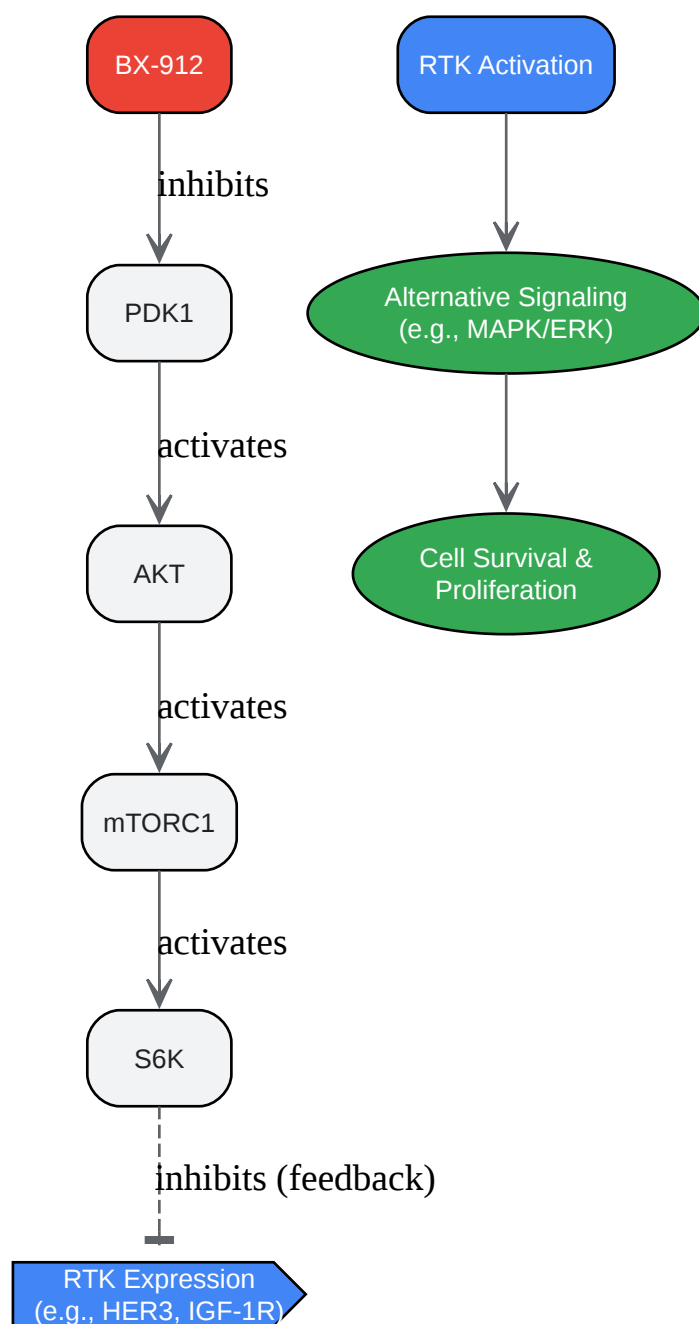 BX-912
RTK Activation
inhibits
PDK1
Alternative Signaling
(e.g., MAPK/ERK)
activates
AKT
Cell Survival &
Proliferation
activates
mTORC1
activates
S6K
inhibits (feedback)
RTK Expression
(e.g., HER3, IGF-1R)